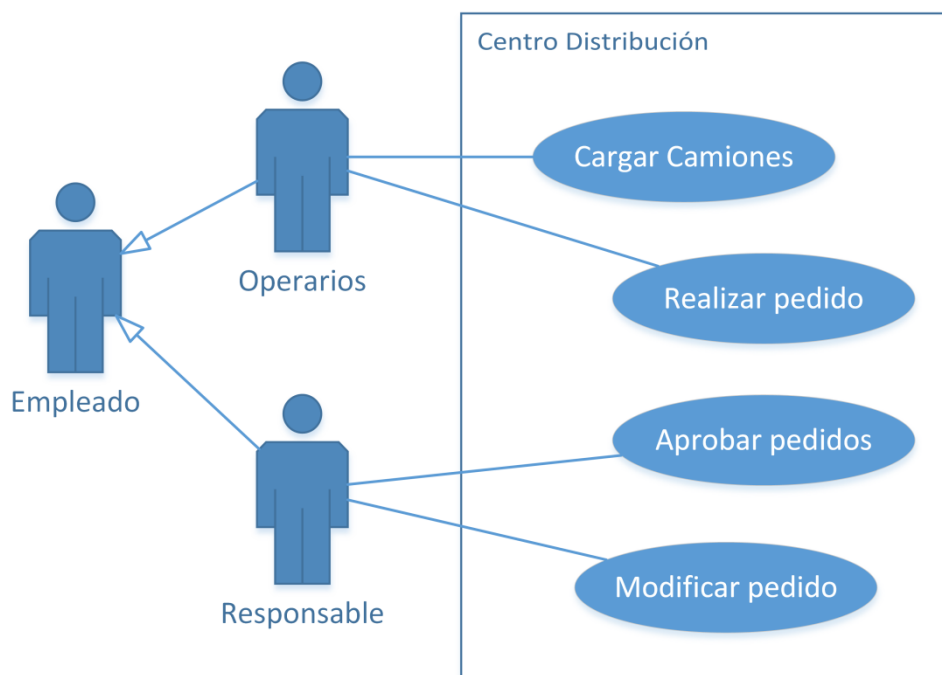 Centro Distribución
Cargar Camiones
Operarios
Realizar pedido
Empleado
Aprobar pedidos
Modificar pedido
Responsable